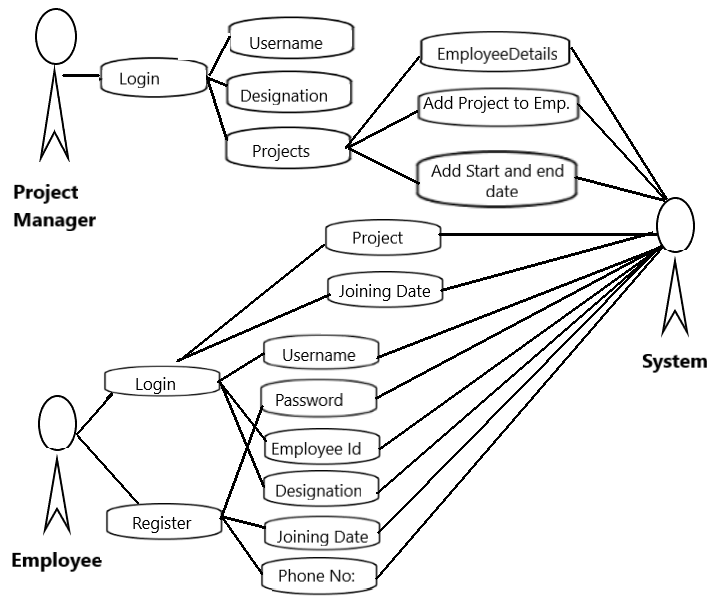 Username
EmployeeDetails
Login
Designation
Add Project to Emp.
Projects
Add Start and end
date
Project
Manager
Project
Joining Date
System
Username
Login
Password
Employee Id
Designation
Register
Joining Date
Employee
Phone No: